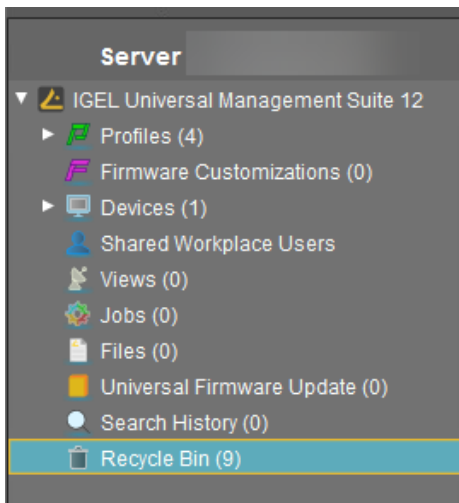 Server
IGEL Universal Management Suite 12
Profiles (4)
Firmware Customizations (0)
Devices (1)
Shared Workplace Users
Views (0)
Jobs (0)
Files (0)
Universal Firmware Update (0)
Search History (0)
Recycle Bin (9)